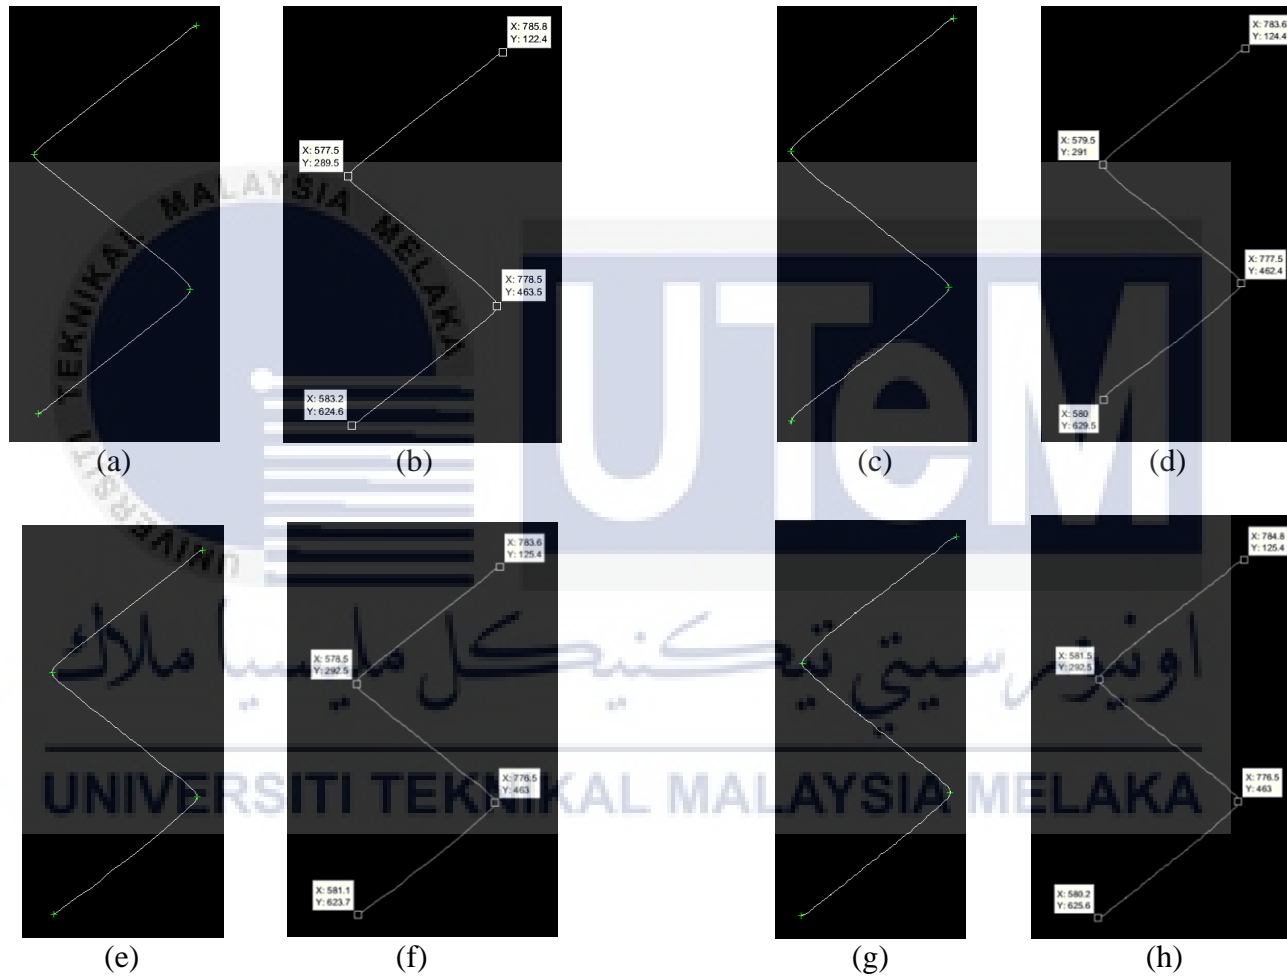 X: 785.8
Y: 122.4
X: 577.5
Y: 289.5
X: 778.5
Y: 463.5
X: 583.2
Y: 624.6
X: 783.6
Y: 124.4
X: 579.5
Y: 291
X: 777.5
Y: 462.4
X: 580
Y: 629.5
(a)
(b)
(c)
(d)
X: 783.6
Y: 125.4
X: 578.5
Y: 292.5
X: 776.5
Y: 463
X: 581.1
Y: 623.7
X: 784.8
Y: 125.4
X: 581.5
Y: 292.5
X: 776.5
Y: 463
X: 580.2
Y: 625.6
(e)
(f)
(g)
(h)
UNIVERSITI TEKNIKAL MALAYSIA MELAKA
UTeM
اونيۏرسيتي تيكنيكل مليسيا ملاك
UNIVERSITI TEKNIKAL MALAYSIA MELAKA